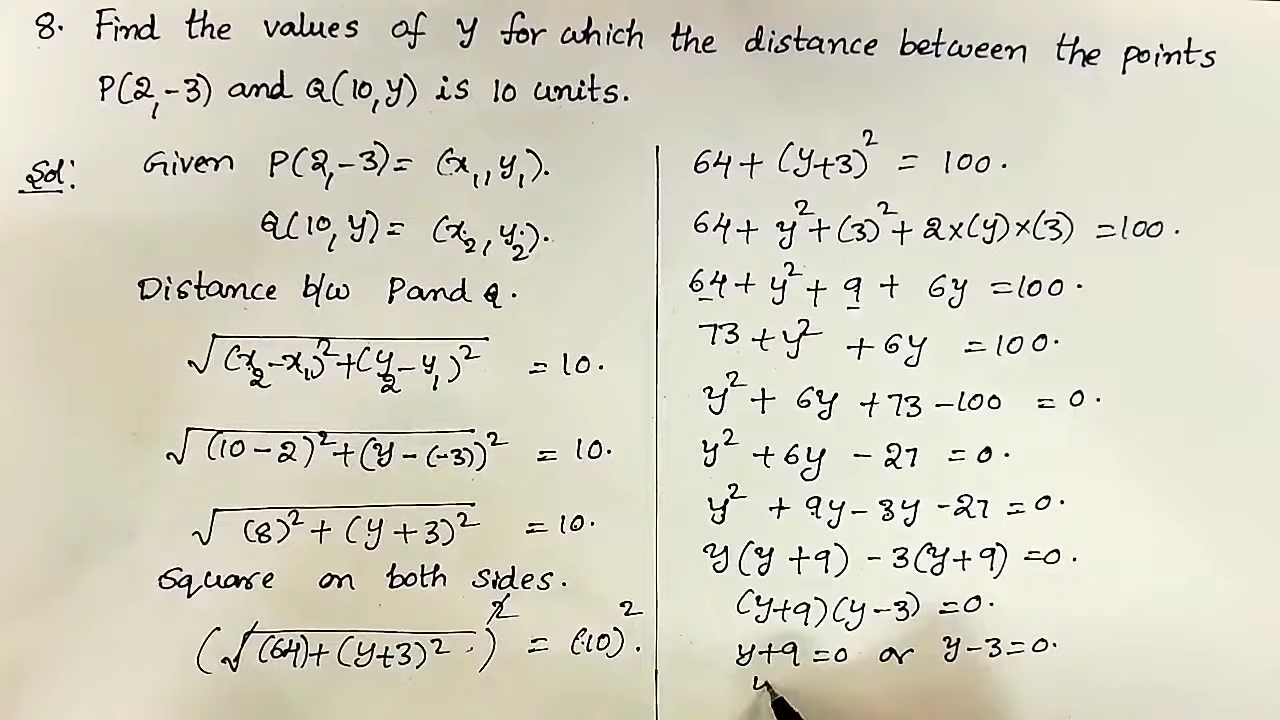 8. Find the values of y for which the distance between the points
P(2,-3) and Q(10,y) is 10 units.
Sol:
Given P(2,-3) = (x₁, y₁).
Q(10, y) = (x₂, y₂).
Distance b/w P and Q.
√((x₂-x₁)²+(y₂-y₁)²) = 10.
√((10-2)²+(y-(-3))²) = 10.
√((8)²+(y+3)²) = 10.
Square on both sides.
(√((64)+(y+3)²))² = (10)².
64+(y+3)² = 100.
64+ y²+(3)²+ 2×(y)×(3) =100.
64+ y²+ 9 + 6y =100.
73 +y² +6y =100.
y²+ 6y +73 -100 = 0.
y² +6y - 27 =0.
y² + 9y-3y -27=0.
y(y+9) - 3(y+9) =0.
(y+9)(y-3) =0.
y+9=0 or y-3=0.